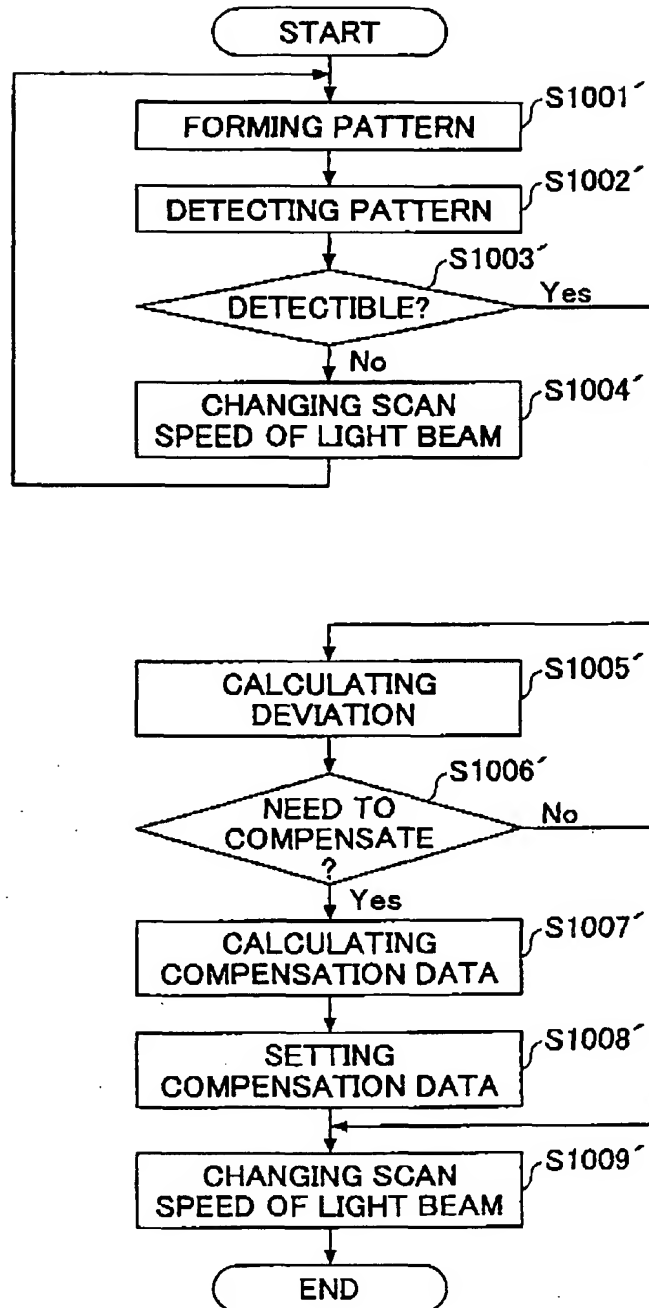 START
S1001´
FORMING PATTERN
S1002´
DETECTING PATTERN
S1003´
DETECTIBLE?
Yes
No
S1004´
CHANGING SCAN
SPEED OF LIGHT BEAM
S1005´
CALCULATING
DEVIATION
S1006´
NEED TO
COMPENSATE
?
No
Yes
S1007´
CALCULATING
COMPENSATION DATA
S1008´
SETTING
COMPENSATION DATA
S1009´
CHANGING SCAN
SPEED OF LIGHT BEAM
END